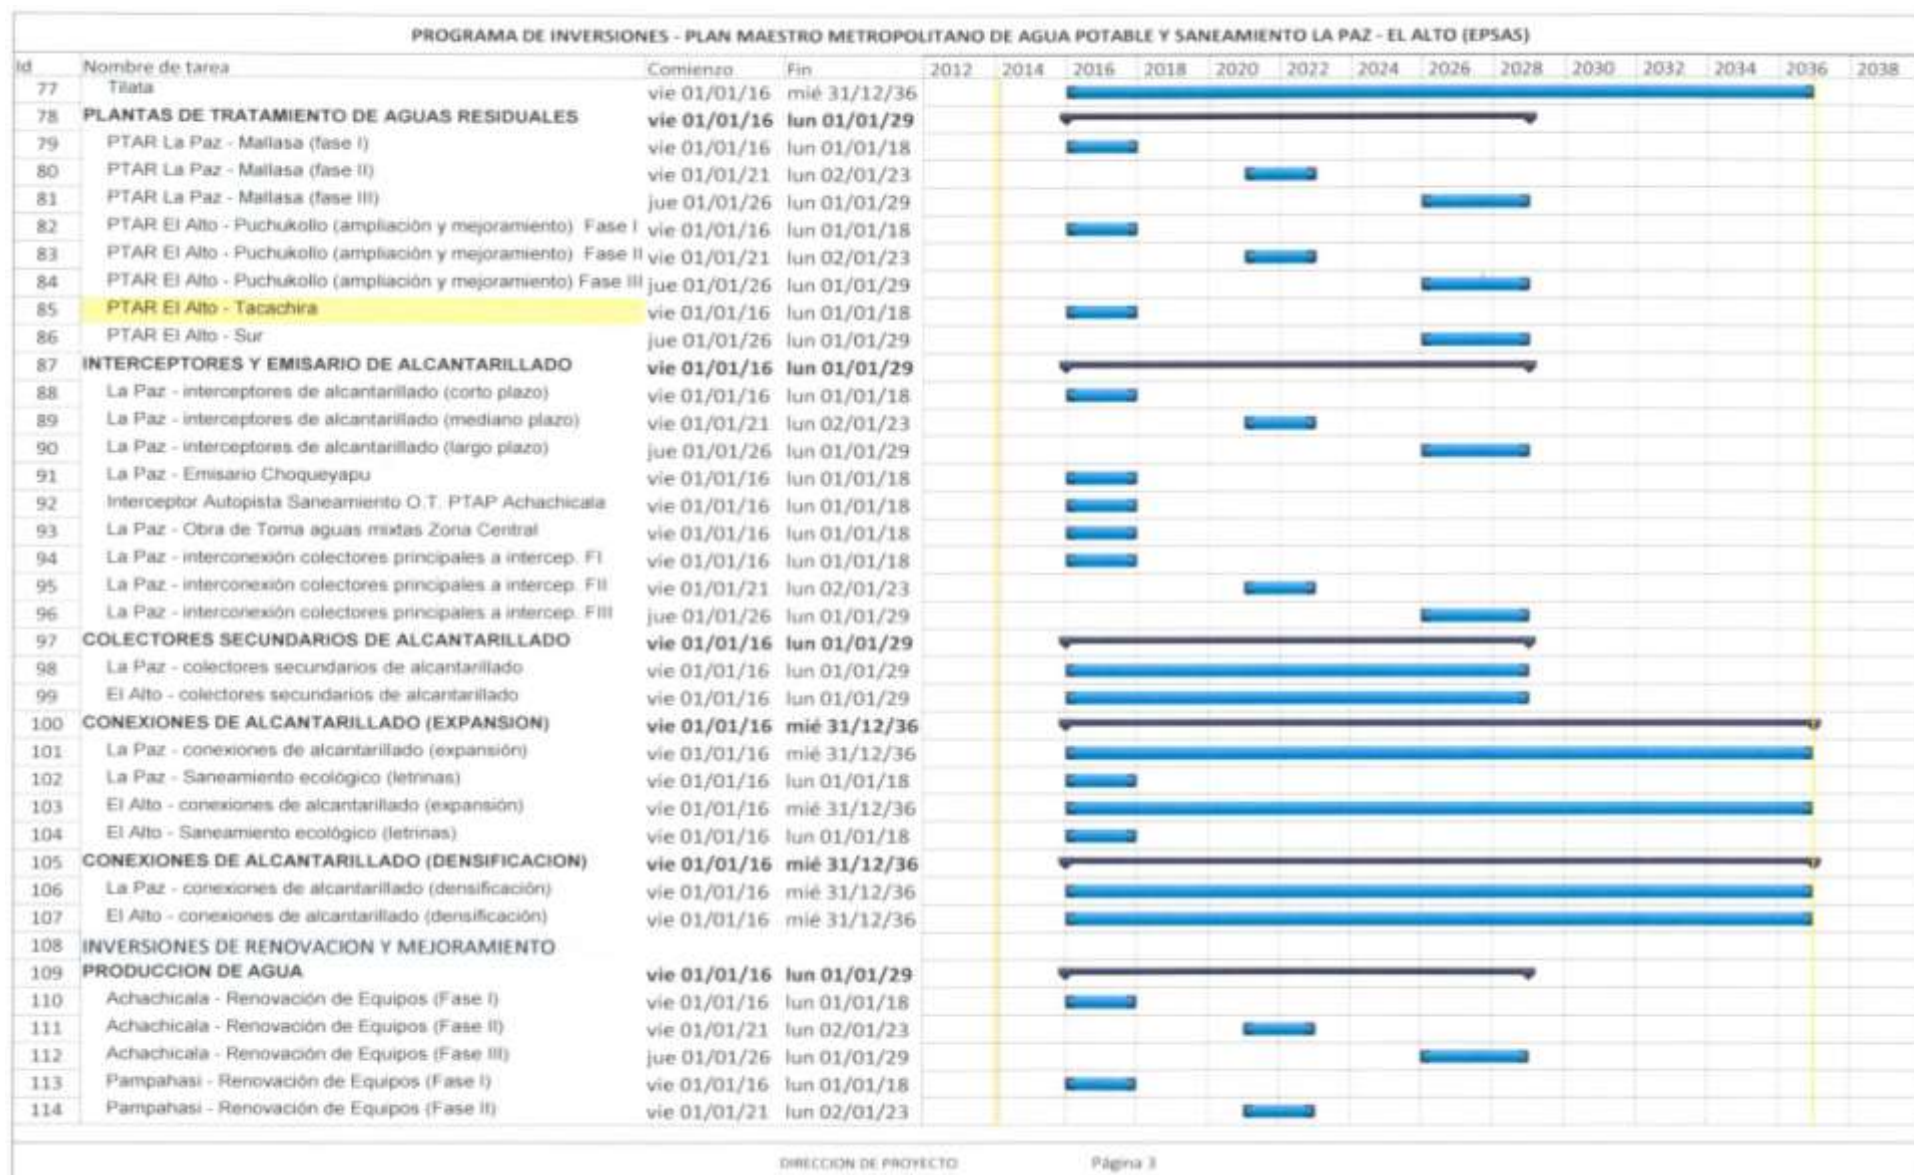 PROGRAMA DE INVERSIONES - PLAN MAESTRO METROPOLITANO DE AGUA POTABLE Y SANEAMIENTO LA PAZ - EL ALTO (EPSAS)
Id Nombre de tarea Comienzo Fin 2012 2014 2016 2018 2020 2022 2024 2026 2028 2030 2032 2034 2036 2038
77 Tilata vie 01/01/16 mié 31/12/36
78 PLANTAS DE TRATAMIENTO DE AGUAS RESIDUALES vie 01/01/16 lun 01/01/29
79 PTAR La Paz - Mallasa (fase I) vie 01/01/16 lun 01/01/18
80 PTAR La Paz - Mallasa (fase II) vie 01/01/21 lun 02/01/23
81 PTAR La Paz - Mallasa (fase III) jue 01/01/26 lun 01/01/29
82 PTAR El Alto - Puchukollo (ampliación y mejoramiento) Fase I vie 01/01/16 lun 01/01/18
83 PTAR El Alto - Puchukollo (ampliación y mejoramiento) Fase II vie 01/01/21 lun 02/01/23
84 PTAR El Alto - Puchukollo (ampliación y mejoramiento) Fase III jue 01/01/26 lun 01/01/29
85 PTAR El Alto - Tacachira vie 01/01/16 lun 01/01/18
86 PTAR El Alto - Sur jue 01/01/26 lun 01/01/29
87 INTERCEPTORES Y EMISARIO DE ALCANTARILLADO vie 01/01/16 lun 01/01/29
88 La Paz - interceptores de alcantarillado (corto plazo) vie 01/01/16 lun 01/01/18
89 La Paz - interceptores de alcantarillado (mediano plazo) vie 01/01/21 lun 02/01/23
90 La Paz - interceptores de alcantarillado (largo plazo) jue 01/01/26 lun 01/01/29
91 La Paz - Emisario Choqueyapu vie 01/01/16 lun 01/01/18
92 Interceptor Autopista Saneamiento O.T. PTAP Achachicala vie 01/01/16 lun 01/01/18
93 La Paz - Obra de Toma aguas mixtas Zona Central vie 01/01/16 lun 01/01/18
94 La Paz - interconexión colectores principales a intercep. FI vie 01/01/16 lun 01/01/18
95 La Paz - interconexión colectores principales a intercep. FII vie 01/01/21 lun 02/01/23
96 La Paz - interconexión colectores principales a intercep. FIII jue 01/01/26 lun 01/01/29
97 COLECTORES SECUNDARIOS DE ALCANTARILLADO vie 01/01/16 lun 01/01/29
98 La Paz - colectores secundarios de alcantarillado vie 01/01/16 lun 01/01/29
99 El Alto - colectores secundarios de alcantarillado vie 01/01/16 lun 01/01/29
100 CONEXIONES DE ALCANTARILLADO (EXPANSION) vie 01/01/16 mié 31/12/36
101 La Paz - conexiones de alcantarillado (expansión) vie 01/01/16 mié 31/12/36
102 La Paz - Saneamiento ecológico (letrinas) vie 01/01/16 lun 01/01/18
103 El Alto - conexiones de alcantarillado (expansión) vie 01/01/16 mié 31/12/36
104 El Alto - Saneamiento ecológico (letrinas) vie 01/01/16 lun 01/01/18
105 CONEXIONES DE ALCANTARILLADO (DENSIFICACION) vie 01/01/16 mié 31/12/36
106 La Paz - conexiones de alcantarillado (densificación) vie 01/01/16 mié 31/12/36
107 El Alto - conexiones de alcantarillado (densificación) vie 01/01/16 mié 31/12/36
108 INVERSIONES DE RENOVACION Y MEJORAMIENTO
109 PRODUCCION DE AGUA vie 01/01/16 lun 01/01/29
110 Achachicala - Renovación de Equipos (Fase I) vie 01/01/16 lun 01/01/18
111 Achachicala - Renovación de Equipos (Fase II) vie 01/01/21 lun 02/01/23
112 Achachicala - Renovación de Equipos (Fase III) jue 01/01/26 lun 01/01/29
113 Pampahasi - Renovación de Equipos (Fase I) vie 01/01/16 lun 01/01/18
114 Pampahasi - Renovación de Equipos (Fase II) vie 01/01/21 lun 02/01/23
DIRECCION DE PROYECTO Página 3